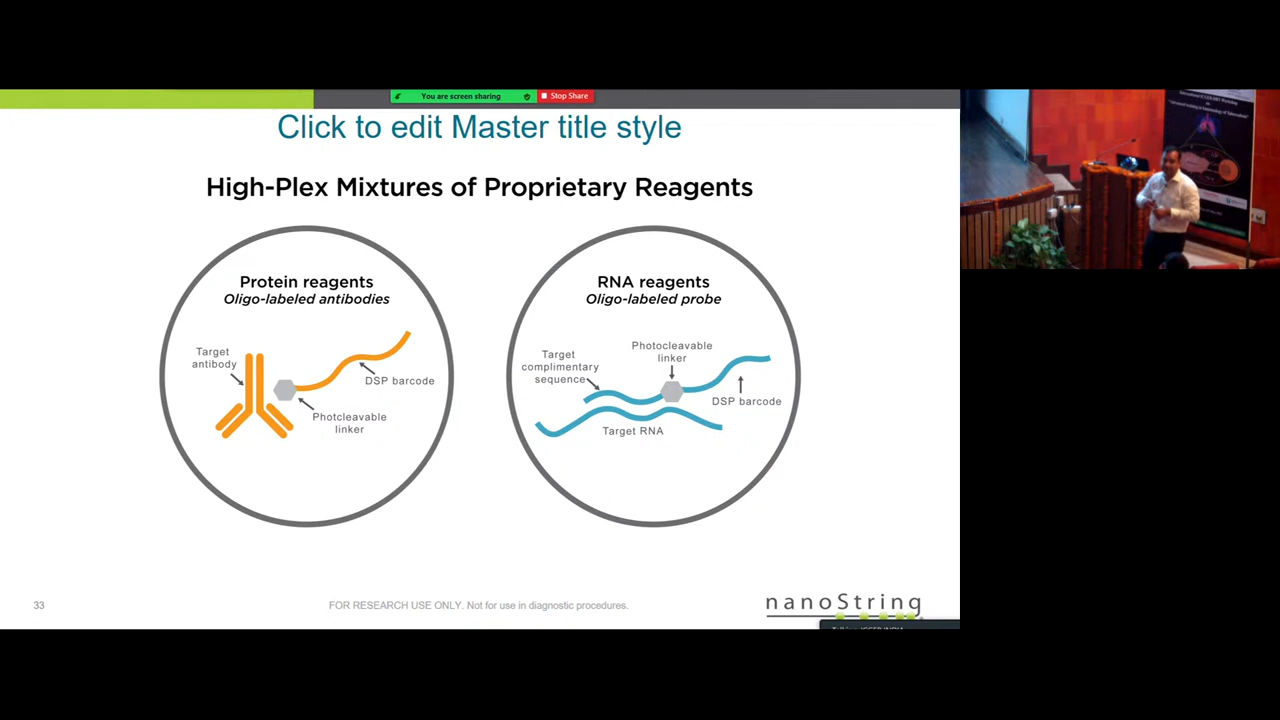 You are screen sharing
Stop Share
Click to edit Master title style
High-Plex Mixtures of Proprietary Reagents
Protein reagents
Oligo-labeled antibodies
Target
antibody
DSP barcode
Photcleavable
linker
RNA reagents
Oligo-labeled probe
Photocleavable
linker
Target
complimentary
sequence
DSP barcode
Target RNA
33
FOR RESEARCH USE ONLY. Not for use in diagnostic procedures.
nanoString